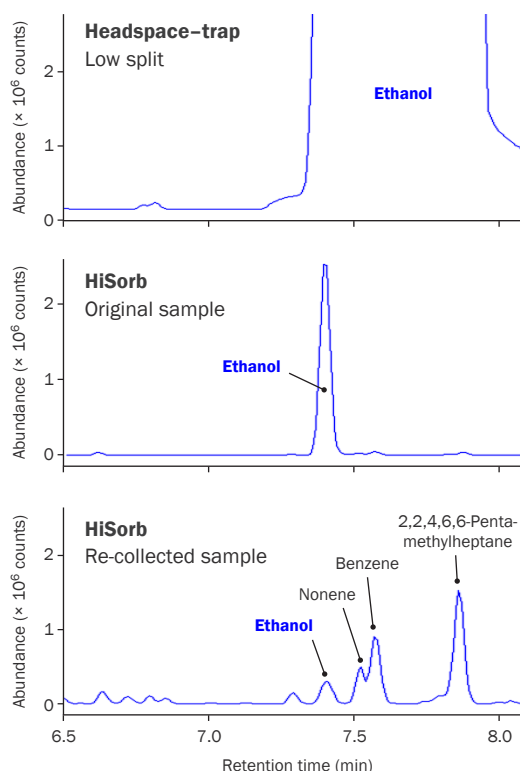 Headspace–trap
Low split
Abundance (× 10⁶ counts)
2
1
0
Ethanol
HiSorb
Original sample
Abundance (× 10⁶ counts)
2
1
0
Ethanol
HiSorb
Re-collected sample
Abundance (× 10⁶ counts)
2
1
0
Ethanol
Nonene
Benzene
2,2,4,6,6-Penta-
methylheptane
6.5
7.0
7.5
8.0
Retention time (min)